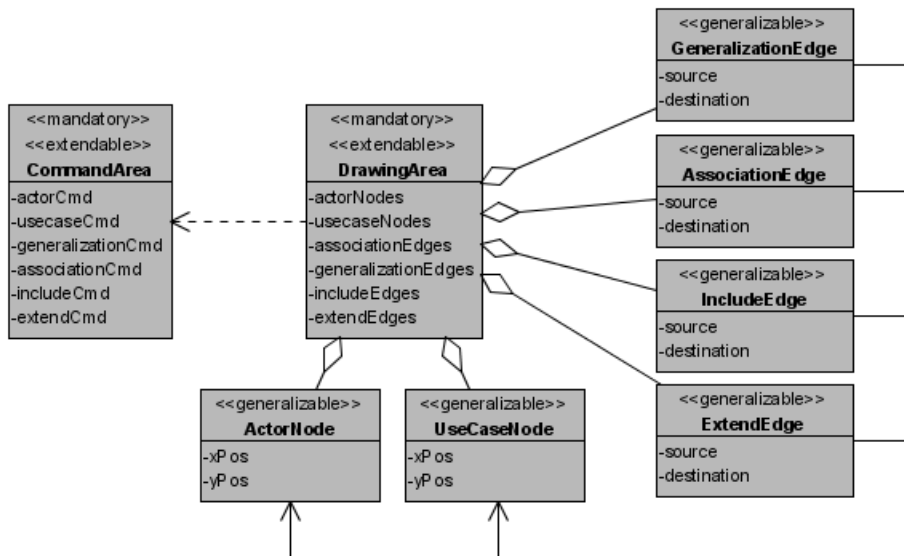 <<mandatory>>
<<extendable>>
CommandArea
-actorCmd
-usecaseCmd
-generalizationCmd
-associationCmd
-includeCmd
-extendCmd
<<mandatory>>
<<extendable>>
DrawingArea
-actorNodes
-usecaseNodes
-associationEdges
-generalizationEdges
-includeEdges
-extendEdges
<<generalizable>>
GeneralizationEdge
-source
-destination
<<generalizable>>
AssociationEdge
-source
-destination
<<generalizable>>
IncludeEdge
-source
-destination
<<generalizable>>
ExtendEdge
-source
-destination
<<generalizable>>
ActorNode
-xPos
-yPos
<<generalizable>>
UseCaseNode
-xPos
-yPos